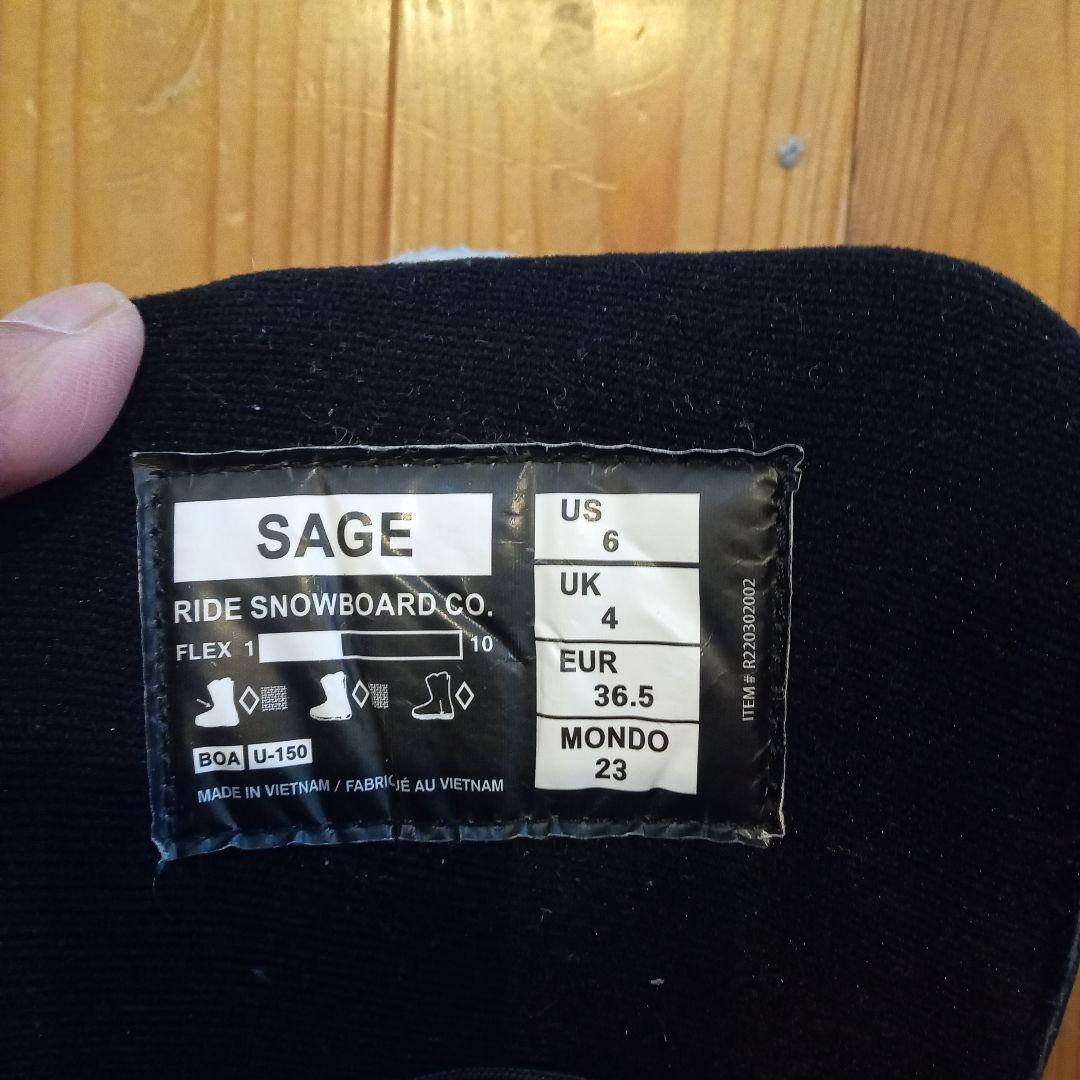 SAGE
RIDE SNOWBOARD CO.
FLEX 1 10
BOA U-150
MADE IN VIETNAM / FABRIQUÉ AU VIETNAM
US
6
UK
4
EUR
36.5
MONDO
23
ITEM# R220302002